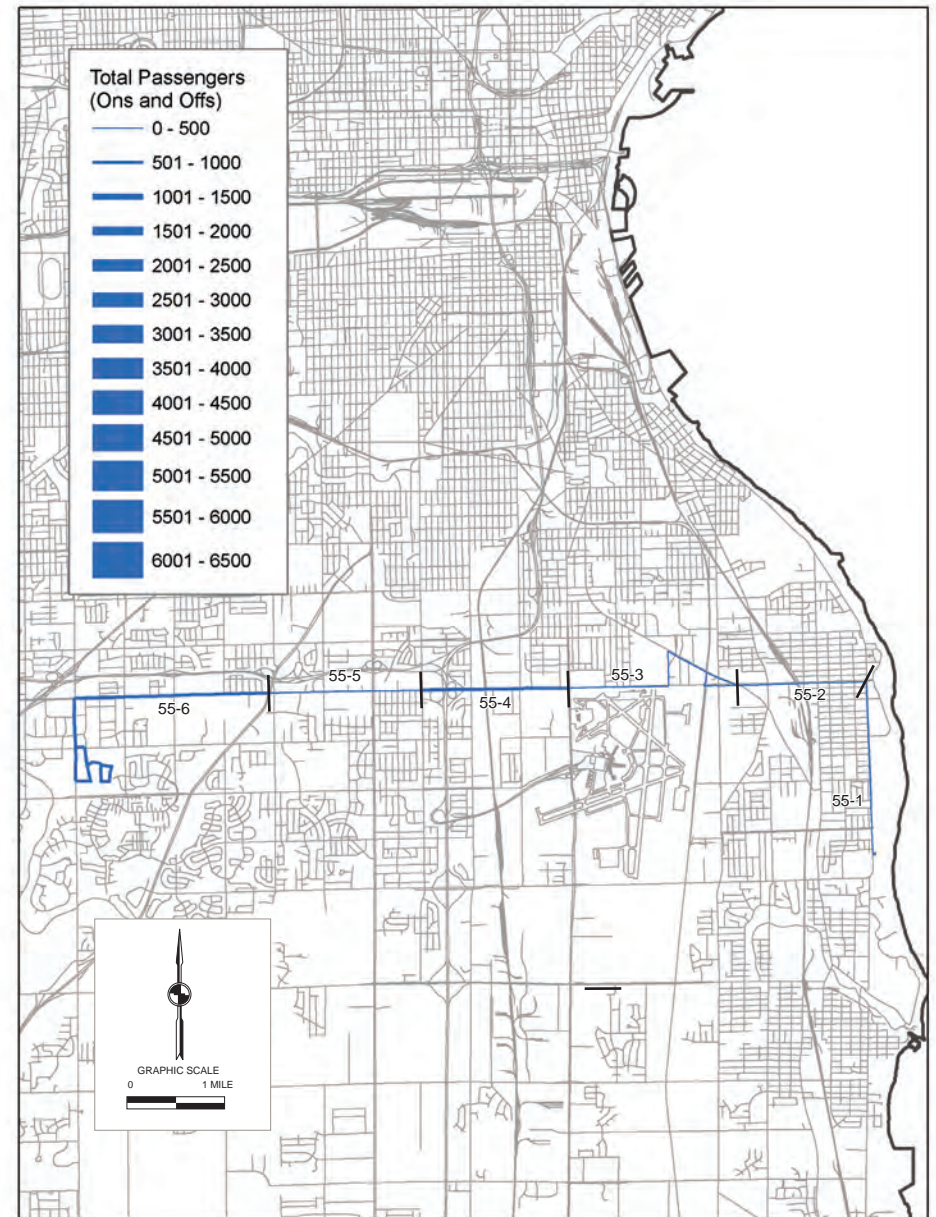 Total Passengers
(Ons and Offs)
0 - 500
501 - 1000
1001 - 1500
1501 - 2000
2001 - 2500
2501 - 3000
3001 - 3500
3501 - 4000
4001 - 4500
4501 - 5000
5001 - 5500
5501 - 6000
6001 - 6500
55-6
55-5
55-4
55-3
55-2
55-1
GRAPHIC SCALE
0 1 MILE